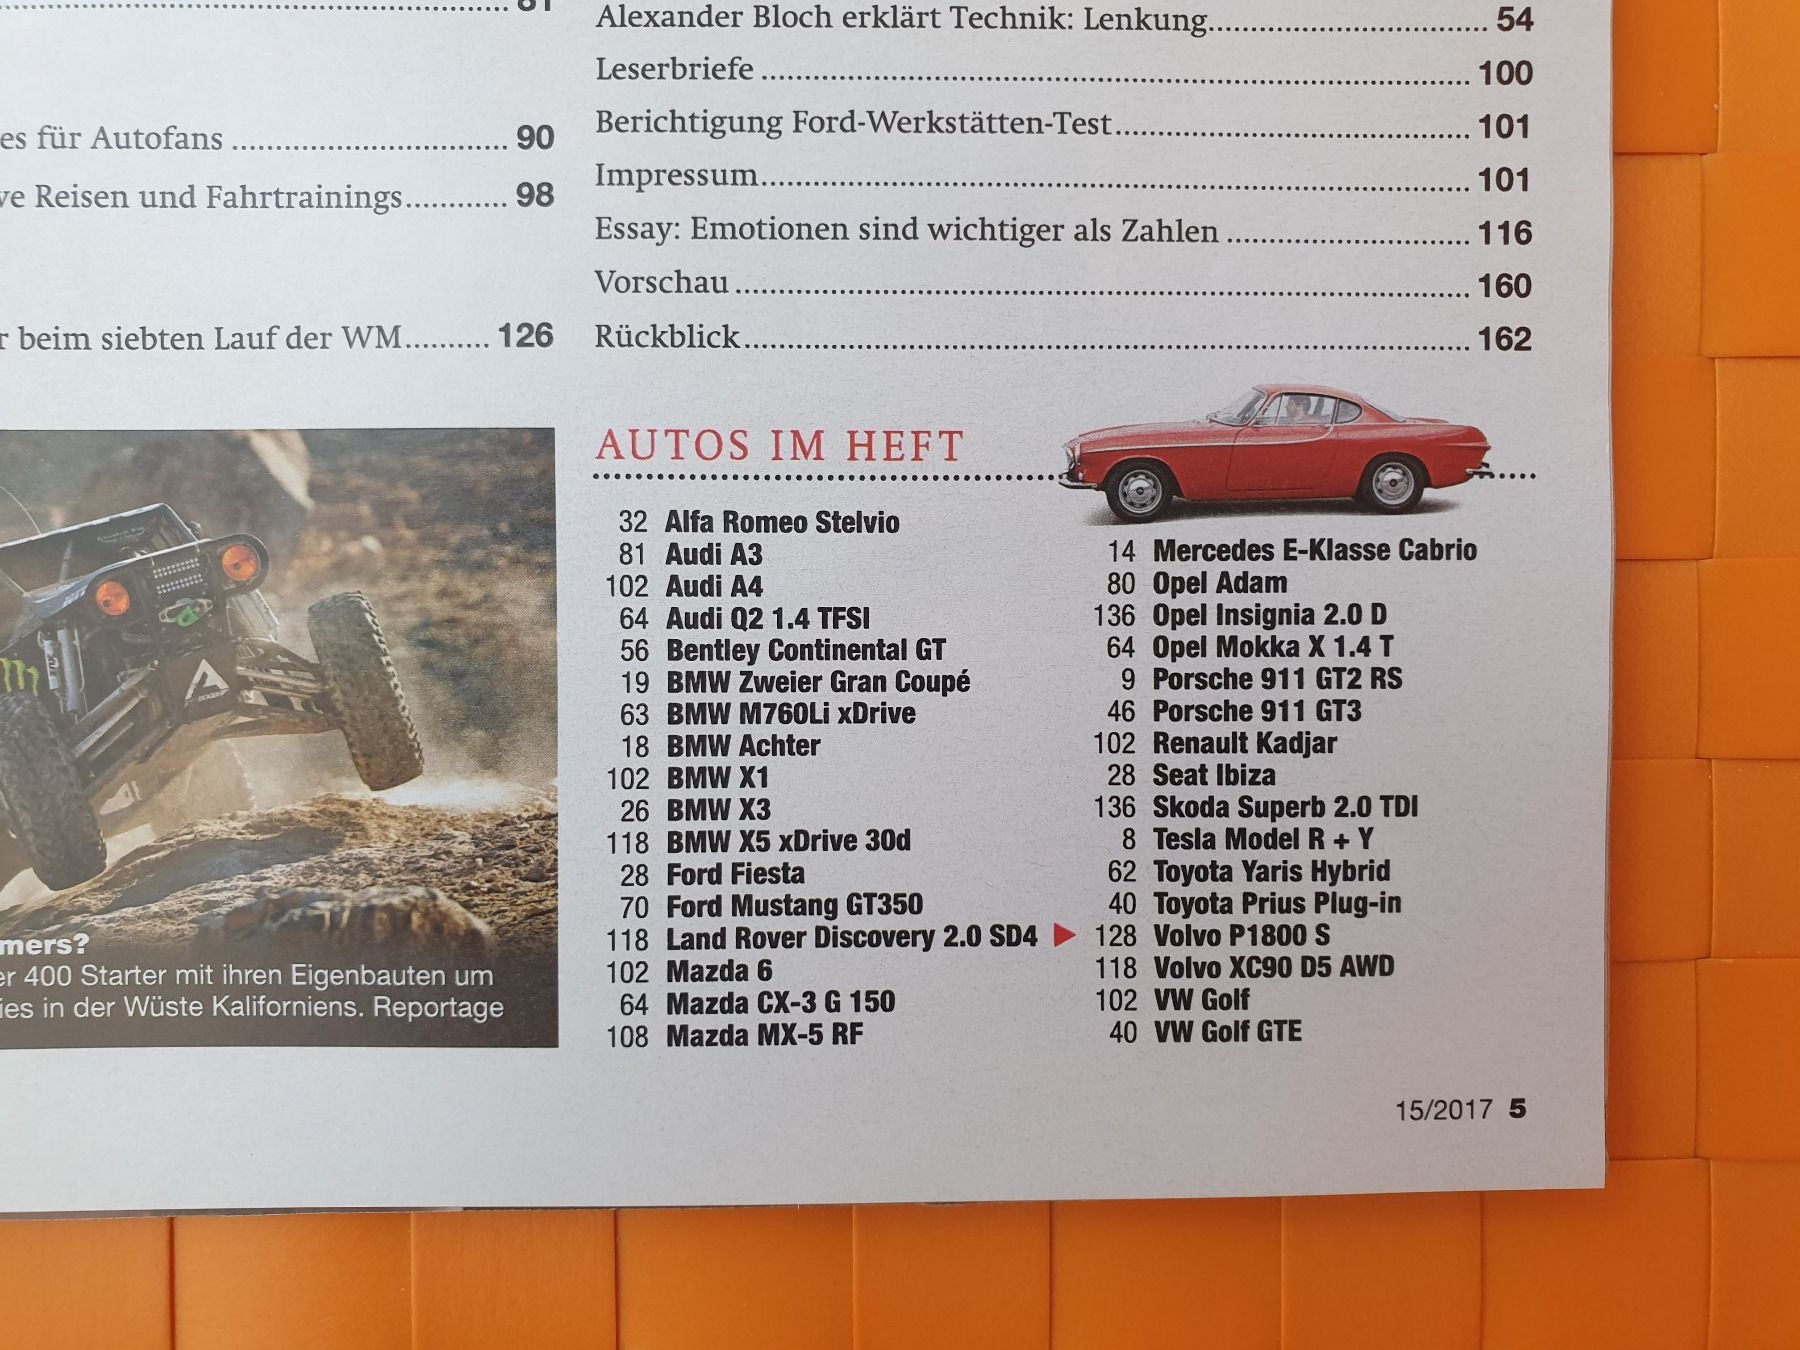 81
es für Autofans 90
ve Reisen und Fahrtrainings 98
r beim siebten Lauf der WM 126
mers?
er 400 Starter mit ihren Eigenbauten um
ies in der Wüste Kaliforniens. Reportage
Alexander Bloch erklärt Technik: Lenkung 54
Leserbriefe 100
Berichtigung Ford-Werkstätten-Test 101
Impressum 101
Essay: Emotionen sind wichtiger als Zahlen 116
Vorschau 160
Rückblick 162
AUTOS IM HEFT
32 Alfa Romeo Stelvio
81 Audi A3
102 Audi A4
64 Audi Q2 1.4 TFSI
56 Bentley Continental GT
19 BMW Zweier Gran Coupé
63 BMW M760Li xDrive
18 BMW Achter
102 BMW X1
26 BMW X3
118 BMW X5 xDrive 30d
28 Ford Fiesta
70 Ford Mustang GT350
118 Land Rover Discovery 2.0 SD4
102 Mazda 6
64 Mazda CX-3 G 150
108 Mazda MX-5 RF
14 Mercedes E-Klasse Cabrio
80 Opel Adam
136 Opel Insignia 2.0 D
64 Opel Mokka X 1.4 T
9 Porsche 911 GT2 RS
46 Porsche 911 GT3
102 Renault Kadjar
28 Seat Ibiza
136 Skoda Superb 2.0 TDI
8 Tesla Model R + Y
62 Toyota Yaris Hybrid
40 Toyota Prius Plug-in
128 Volvo P1800 S
118 Volvo XC90 D5 AWD
102 VW Golf
40 VW Golf GTE
15/2017 5